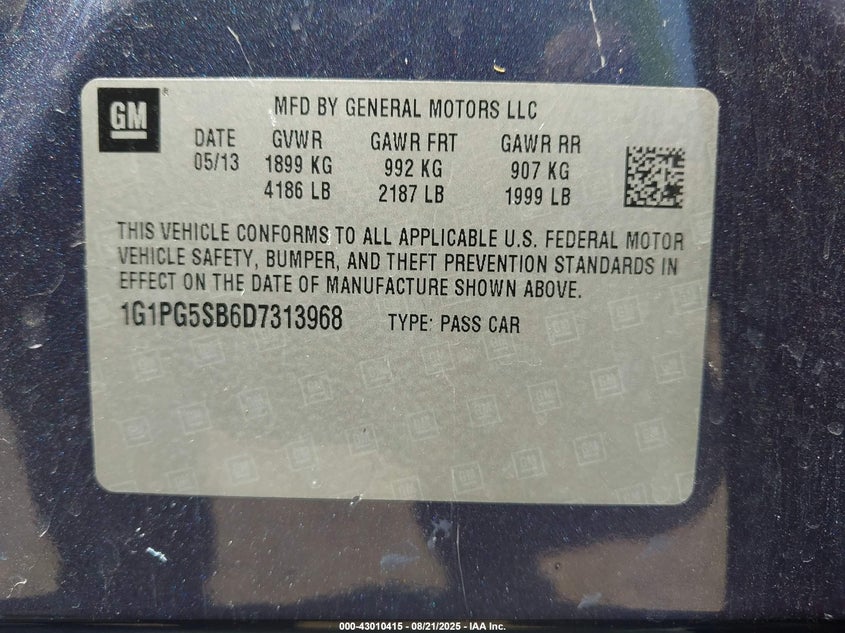 GM
MFD BY GENERAL MOTORS LLC
DATE GVWR GAWR FRT GAWR RR
05/13 1899 KG 992 KG 907 KG
4186 LB 2187 LB 1999 LB
THIS VEHICLE CONFORMS TO ALL APPLICABLE U.S. FEDERAL MOTOR
VEHICLE SAFETY, BUMPER, AND THEFT PREVENTION STANDARDS IN
EFFECT ON THE DATE OF MANUFACTURE SHOWN ABOVE.
1G1PG5SB6D7313968 TYPE: PASS CAR
000-43010415 - 08/21/2025 - IAA Inc.